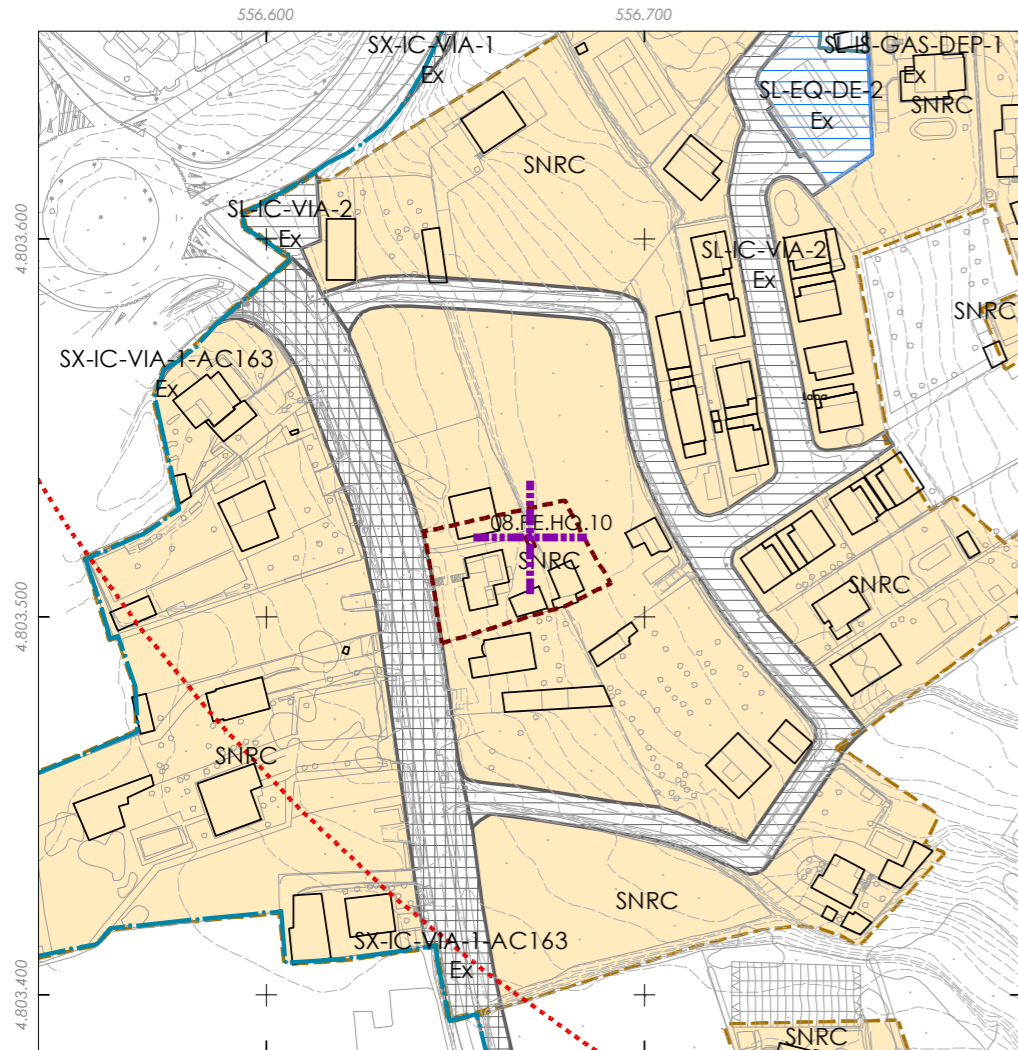 556.600
556.700
SX-IC-VIA-1
Ex
SL-IS-GAS-DEP-1
Ex
SL-EQ-DE-2
Ex
SNRC
SNRC
SL-IC-VIA-2
Ex
4.803.600
SL-IC-VIA-2
Ex
SNRC
SX-IC-VIA-1-AC163
Ex
08.PE.HO.10
SNRC
4.803.500
SNRC
SNRC
SNRC
SX-IC-VIA-1-AC163
Ex
4.803.400
SNRC